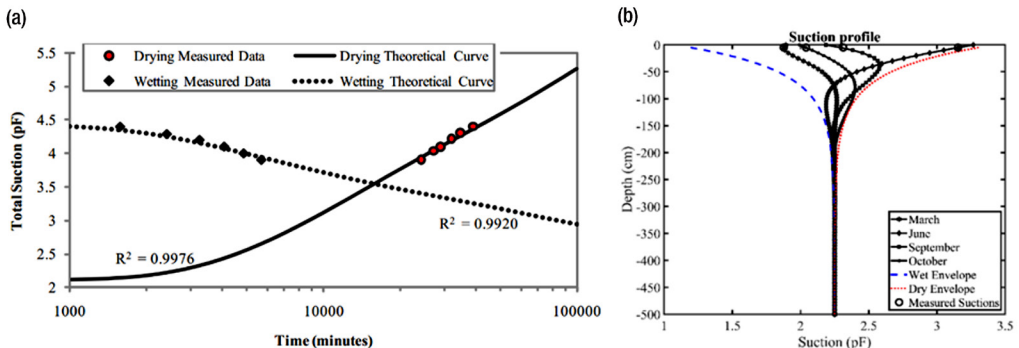 (a)
Drying Measured Data
Drying Theoretical Curve
Wetting Measured Data
Wetting Theoretical Curve
5.5
5
4.5
4
3.5
3
2.5
2
Total Suction (pF)
R² = 0.9976
R² = 0.9920
1000
10000
100000
Time (minutes)
(b)
Suction profile
0
-50
-100
-150
-200
-250
-300
-350
-400
-450
-500
Depth (cm)
March
June
September
October
Wet Envelope
Dry Envelope
Measured Suctions
1
1.5
2
2.5
3
3.5
Suction (pF)